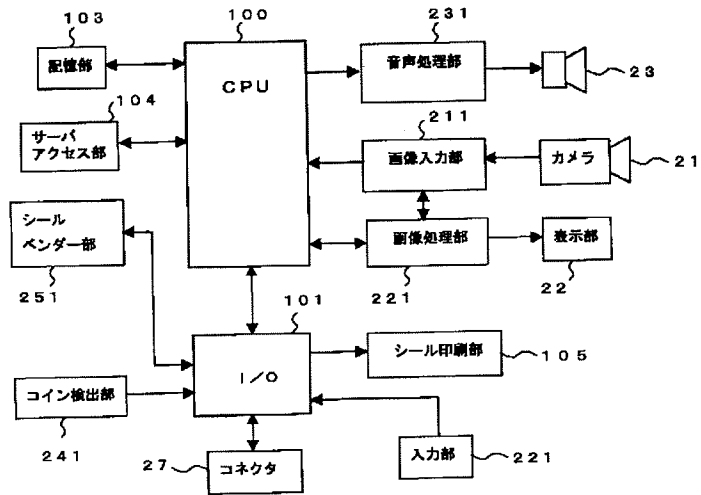 103
記憶部
100
CPU
231
音声処理部
23
104
サーバ
アクセス部
211
画像入力部
カメラ
21
シール
ベンダー部
251
画像処理部
221
表示部
22
101
I/O
シール印刷部
105
コイン検出部
241
27
コネクタ
入力部
221